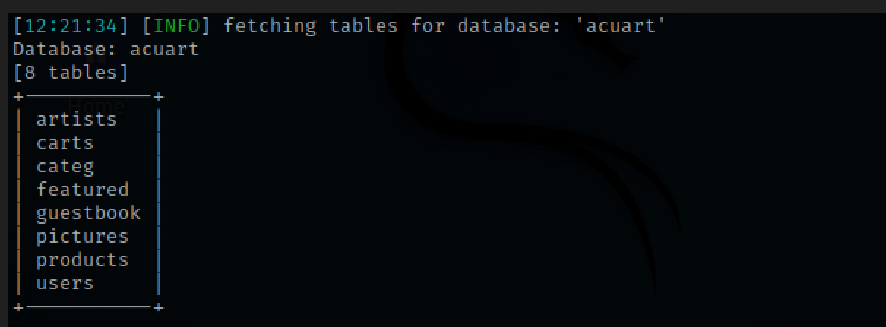 [12:21:34] [INFO] fetching tables for database: 'acuart'
Database: acuart
[8 tables]
+-----------+
Home
| artists   |
| carts     |
| categ     |
| featured  |
| guestbook |
| pictures  |
| products  |
| users     |
+-----------+